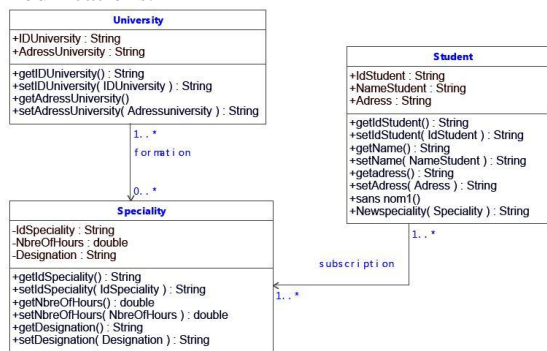 University
+IDUniversity : String
+AdressUniversity : String
+getIDUniversity() : String
+setIDUniversity( IDUniversity ) : String
+getAdressUniversity()
+setAdressUniversity( Adressuniversity ) : String
1..*
formation
0..*
Speciality
-IdSpeciality : String
-NbreOfHours : double
-Designation : String
+getIdSpeciality() : String
+setIdSpeciality( IdSpeciality ) : String
+getNbreOfHours() : double
+setNbreOfHours( NbreOfHours ) : double
+getDesignation() : String
+setDesignation( Designation ) : String
Student
+IdStudent : String
+NameStudent : String
+Adress : String
+getIdStudent() : String
+setIdStudent( IdStudent ) : String
+getName() : String
+setName( NameStudent ) : String
+getadress() : String
+setAdress( Adress ) : String
+sans nom1()
+Newspeciality( Speciality ) : String
1..*
subscription
1..*